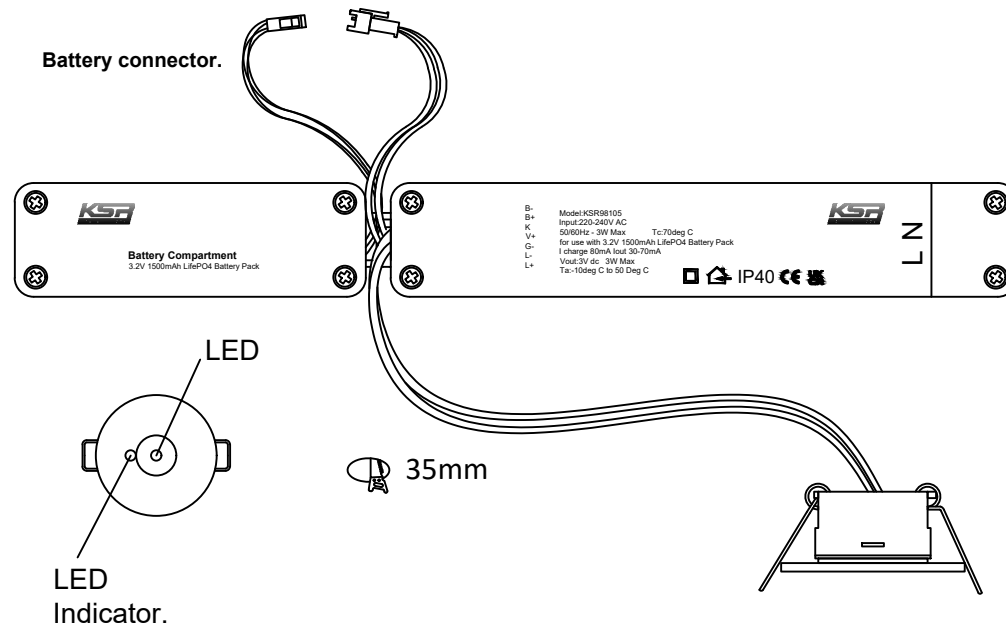 Battery connector.
KSR
Battery Compartment
3.2V 1500mAh LifePO4 Battery Pack
B-
B+
K
V+
G-
L-
L+
Model:KSR98105
Input:220-240V AC
50/60Hz - 3W Max Tc:70deg C
for use with 3.2V 1500mAh LifePO4 Battery Pack
I charge 80mA Iout 30-70mA
Vout:3V dc 3W Max
Ta:-10deg C to 50 Deg C
KSR
IP40 CE
L N
LED
35mm
LED
Indicator.